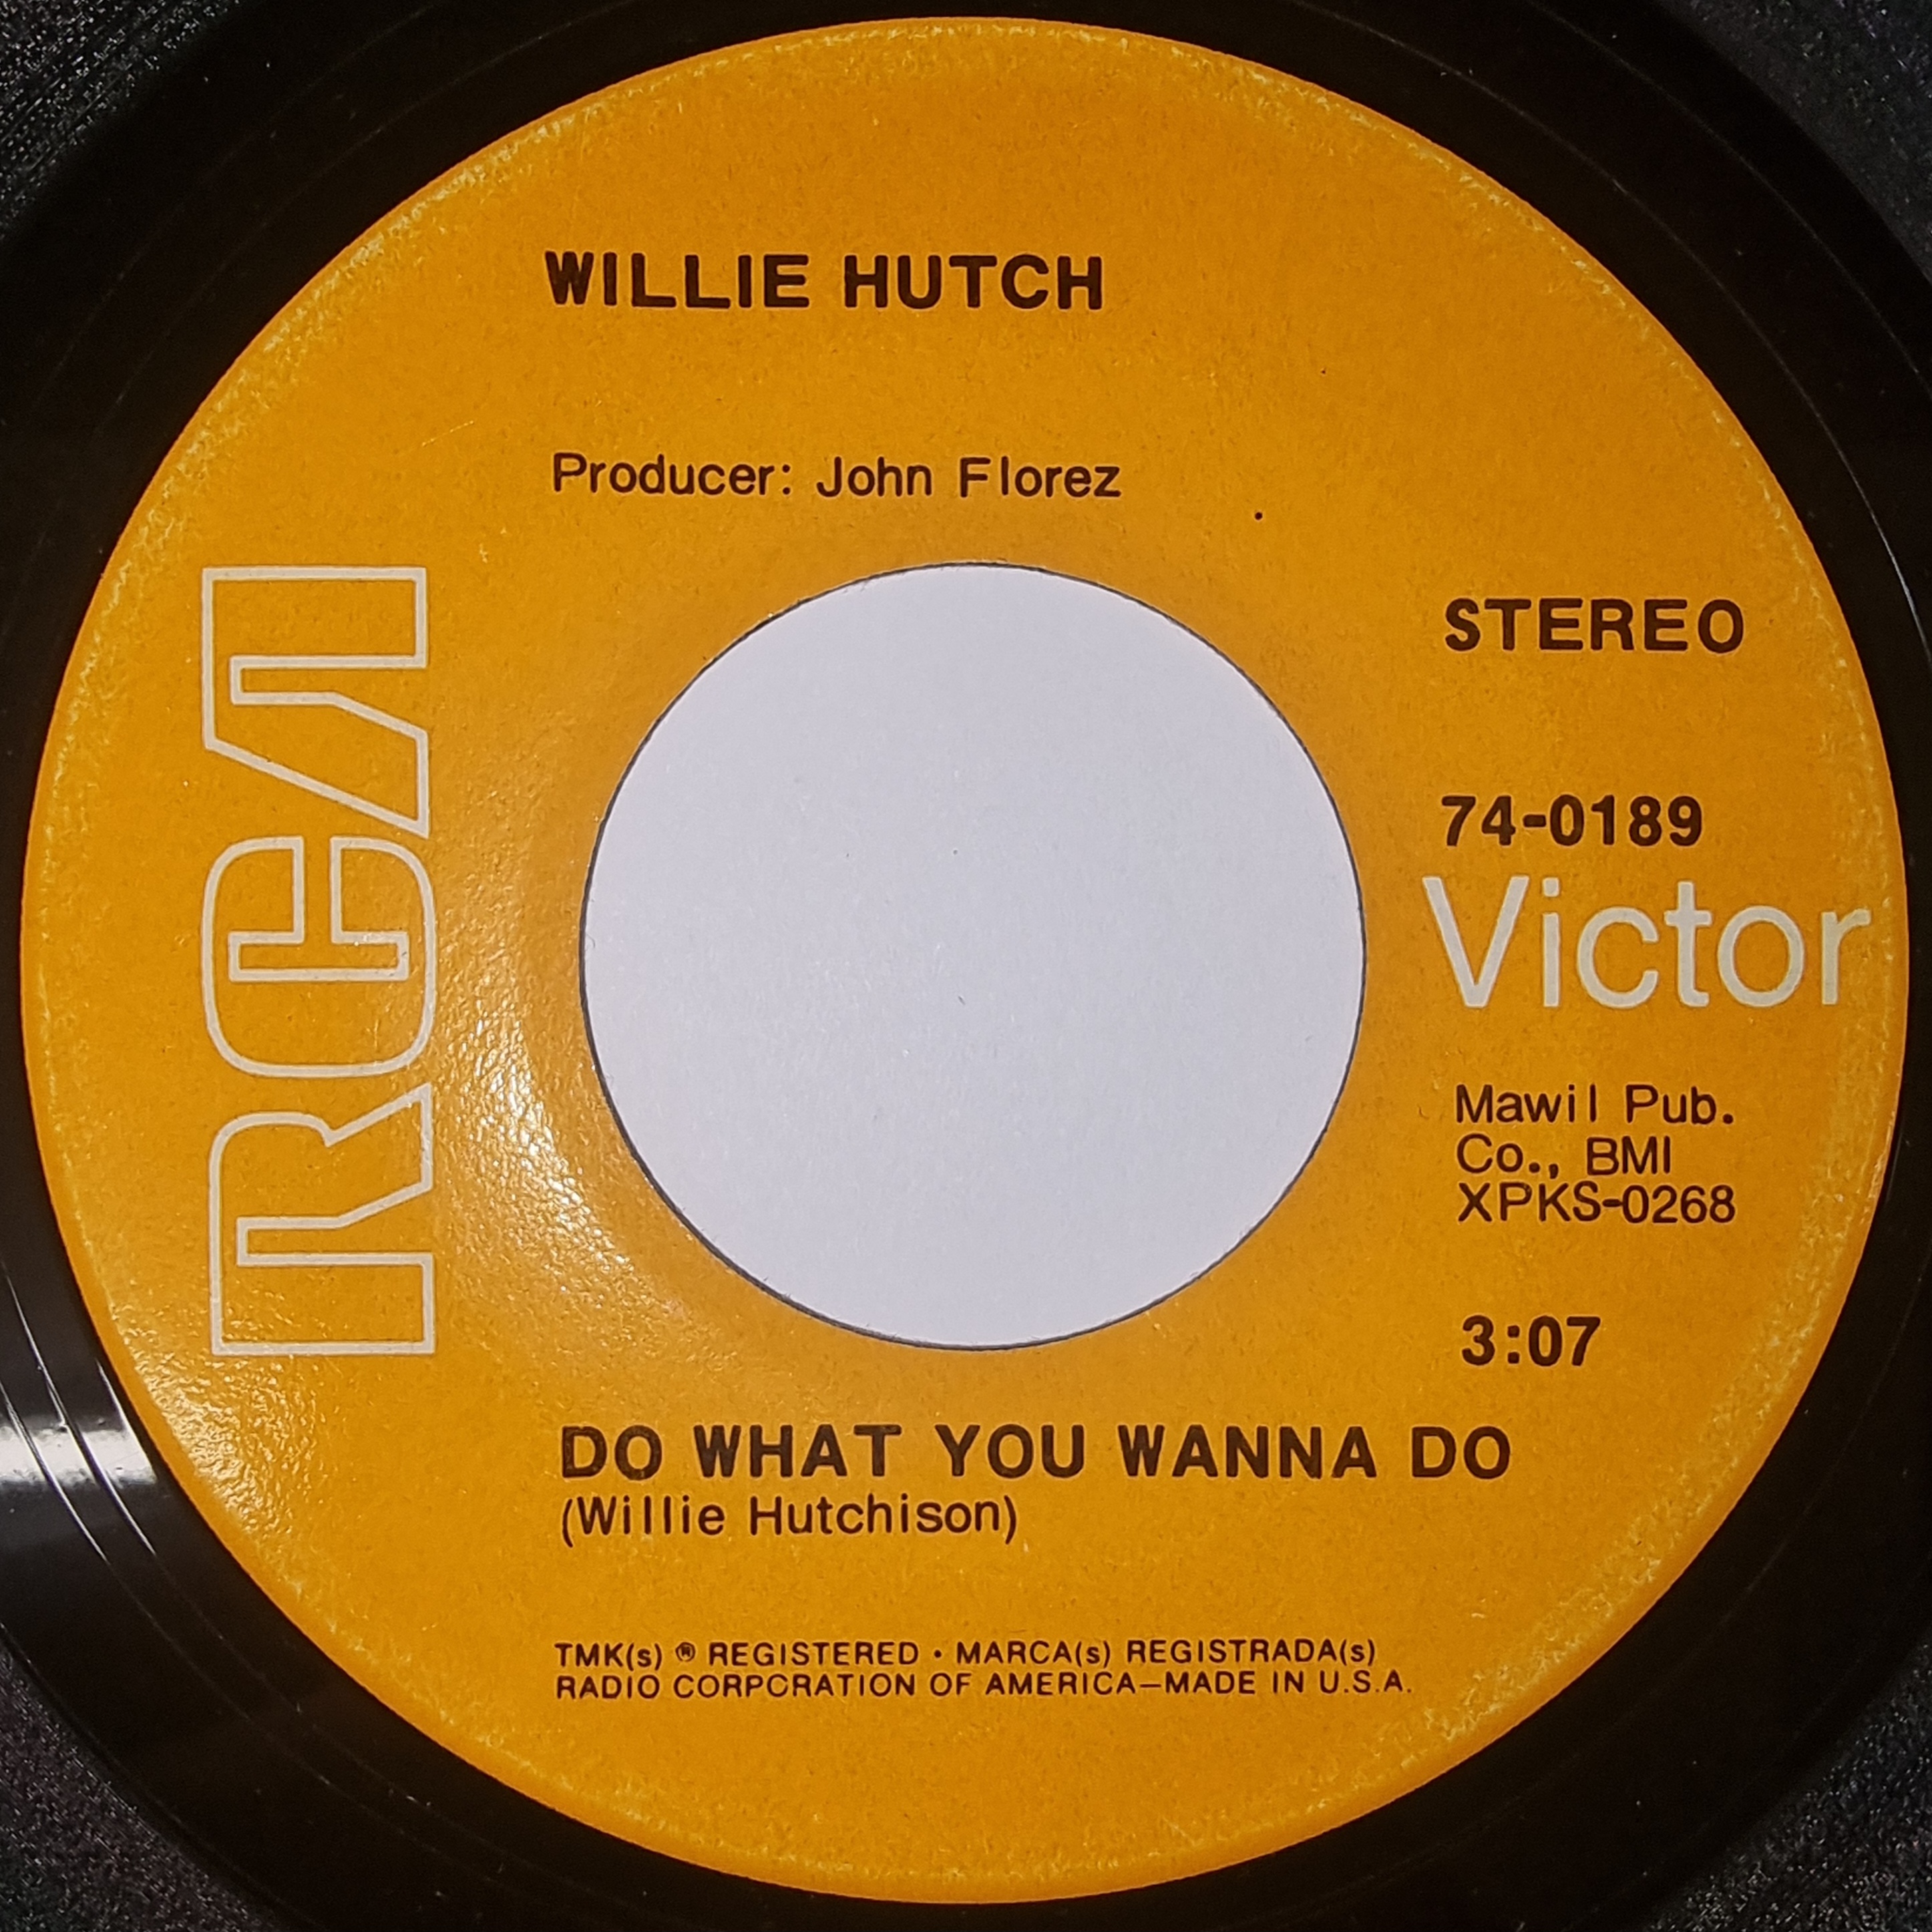 WILLIE HUTCH
Producer: John Florez
RCA
STEREO
74-0189
Victor
Mawil Pub.
Co., BMI
XPKS-0268
3:07
DO WHAT YOU WANNA DO
(Willie Hutchison)
TMK(s) ® REGISTERED • MARCA(s) REGISTRADA(s)
RADIO CORPORATION OF AMERICA—MADE IN U.S.A.